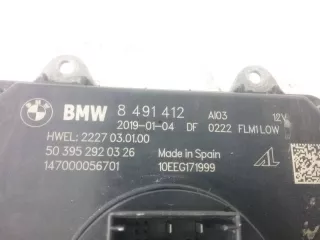 BMW 8 491 412 AI03 12V
2019-01-04 DF 0222 FLM1 LOW
HWEL: 2227 03.01.00
50 395 292 03 26 Made in Spain
147000056701 10EEG171999